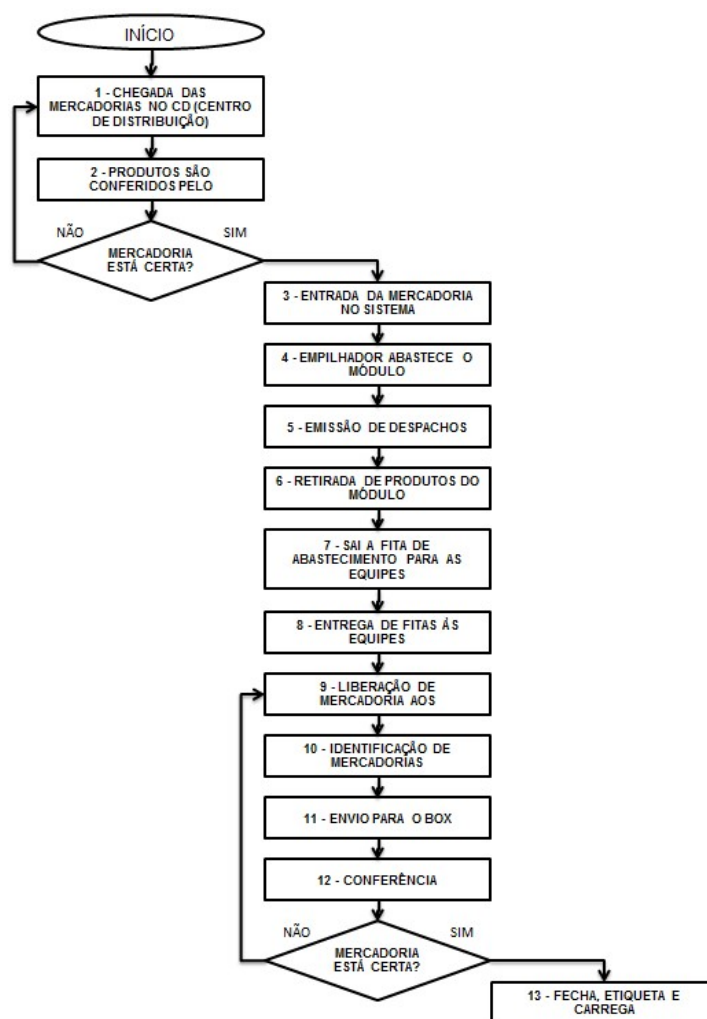 INÍCIO
1 - CHEGADA DAS
MERCADORIAS NO CD (CENTRO
DE DISTRIBUIÇÃO)
2 - PRODUTOS SÃO
CONFERIDOS PELO
NÃO
SIM
MERCADORIA
ESTÁ CERTA?
3 - ENTRADA DA MERCADORIA
NO SISTEMA
4 - EMPILHADOR ABASTECE O
MÓDULO
5 - EMISSÃO DE DESPACHOS
6 - RETIRADA DE PRODUTOS DO
MÓDULO
7 - SAI A FITA DE
ABASTECIMENTO PARA AS
EQUIPES
8 - ENTREGA DE FITAS ÀS
EQUIPES
9 - LIBERAÇÃO DE
MERCADORIA AOS
10 - IDENTIFICAÇÃO DE
MERCADORIAS
11 - ENVIO PARA O BOX
12 - CONFERÊNCIA
NÃO
SIM
MERCADORIA
ESTÁ CERTA?
13 - FECHA, ETIQUETA E
CARREGA